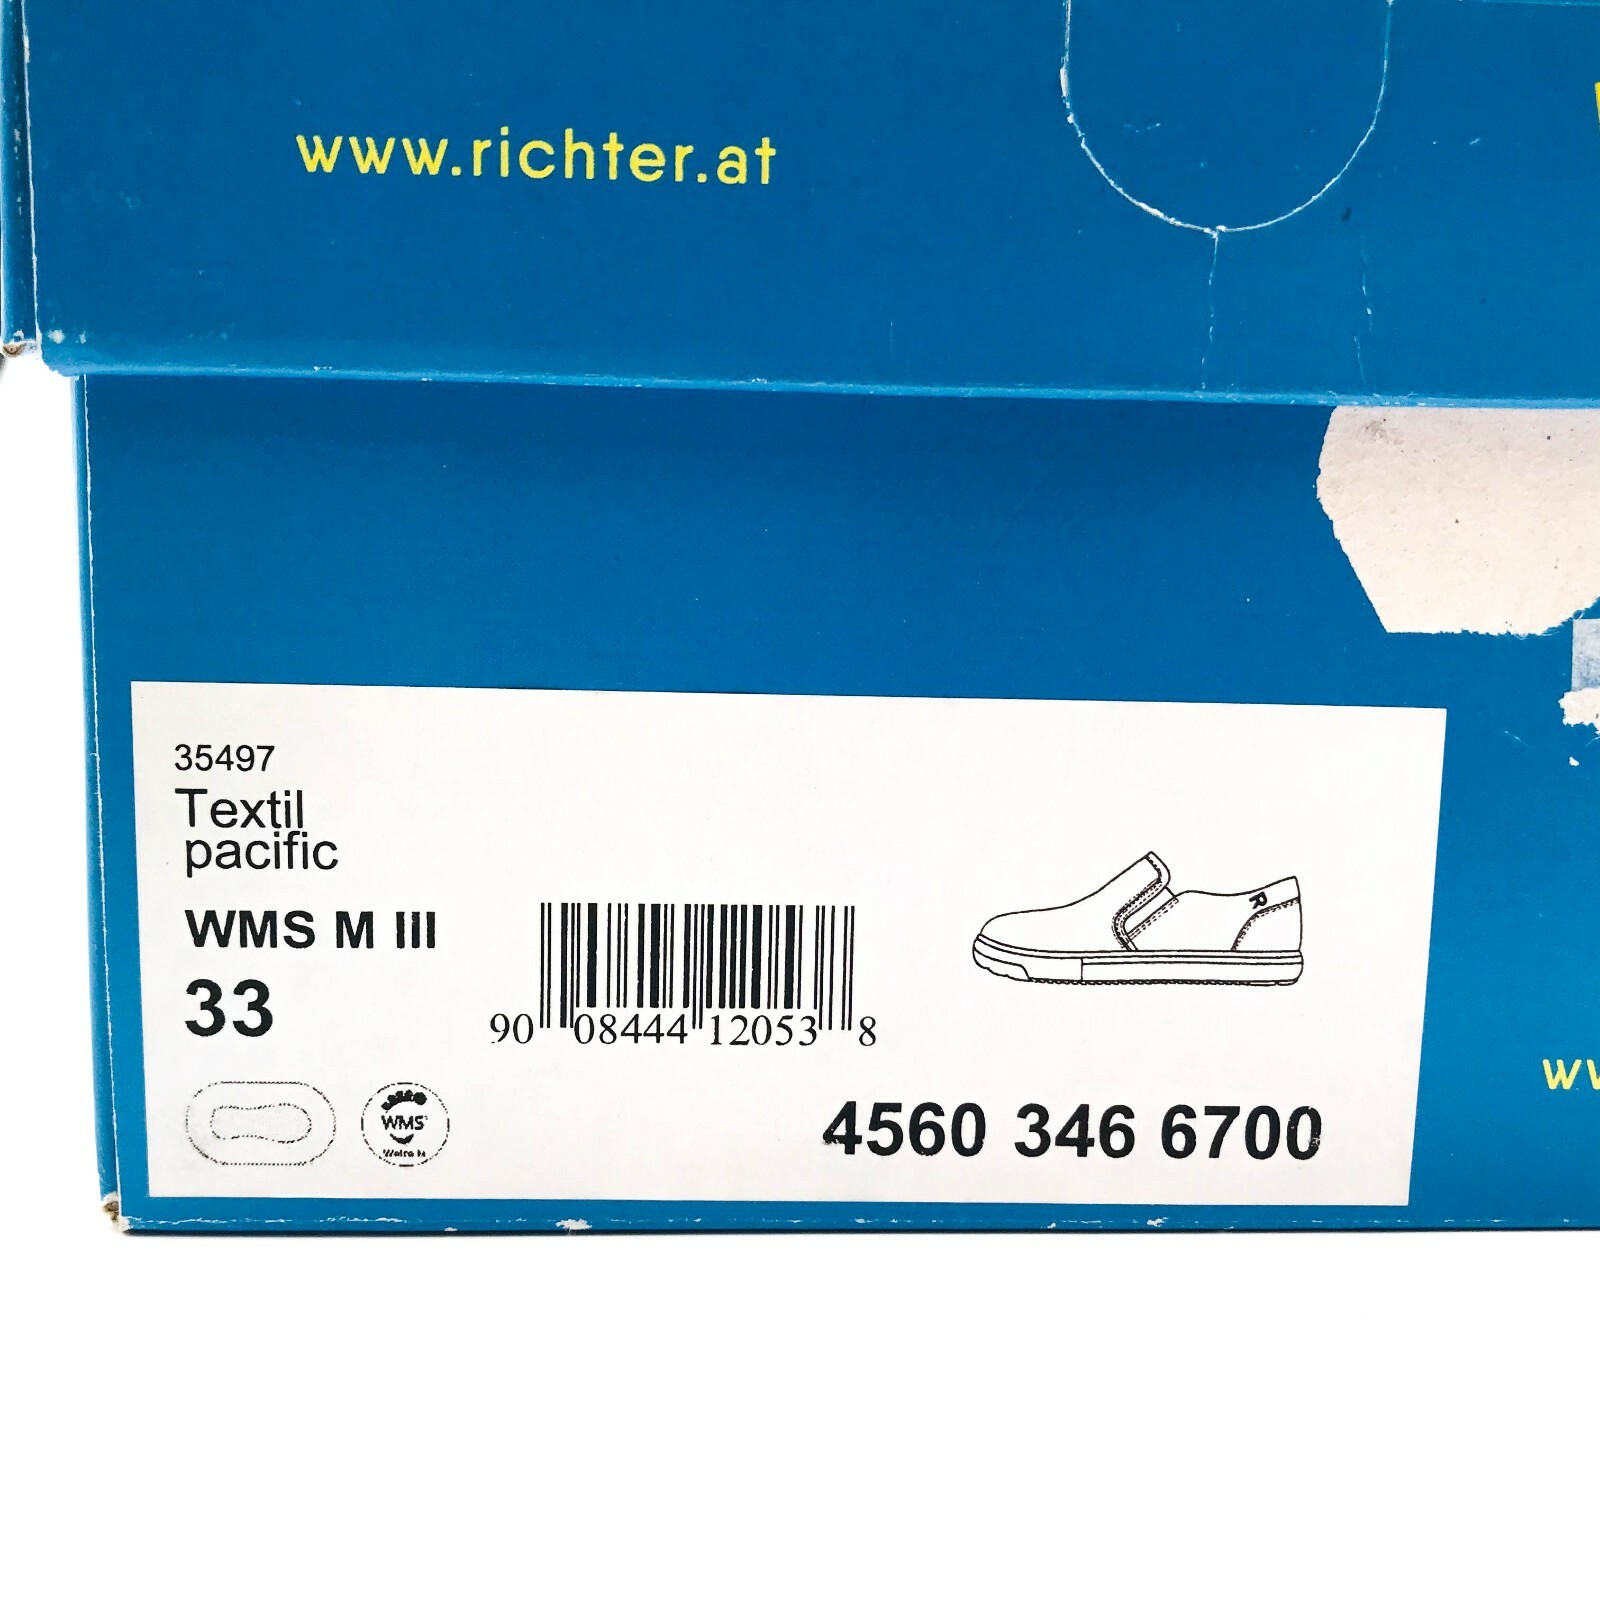 www.richter.at
35497
Textil
pacific
WMS M III
33
90 08444 12053 8
R
WMS
4560 346 6700